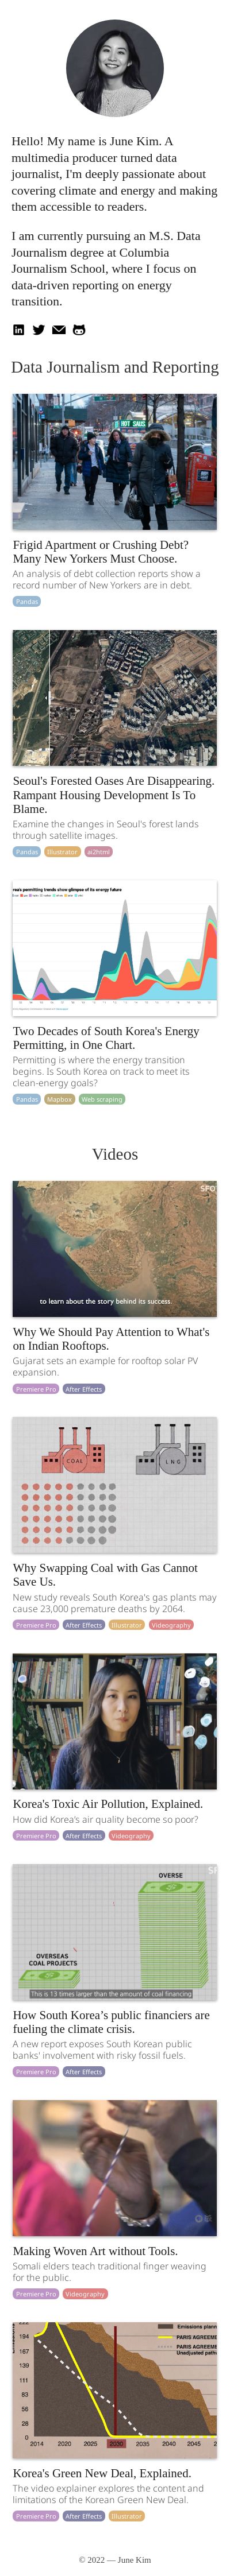 Hello! My name is June Kim. A
multimedia producer turned data
journalist, I'm deeply passionate about
covering climate and energy and making
them accessible to readers.
I am currently pursuing an M.S. Data
Journalism degree at Columbia
Journalism School, where I focus on
data-driven reporting on energy
transition.
Data Journalism and Reporting
HOT SUDS
Frigid Apartment or Crushing Debt?
Many New Yorkers Must Choose.
An analysis of debt collection reports show a
record number of New Yorkers are in debt.
Pandas
Seoul's Forested Oases Are Disappearing.
Rampant Housing Development Is To
Blame.
Examine the changes in Seoul's forest lands
through satellite images.
Pandas Illustrator ai2html
permitting trends show glimpse of its energy future
Two Decades of South Korea's Energy
Permitting, in One Chart.
Permitting is where the energy transition
begins. Is South Korea on track to meet its
clean-energy goals?
Pandas Mapbox Web scraping
Videos
SFO
to learn about the story behind its success.
Why We Should Pay Attention to What's
on Indian Rooftops.
Gujarat sets an example for rooftop solar PV
expansion.
Premiere Pro After Effects
COAL
LNG
Why Swapping Coal with Gas Cannot
Save Us.
New study reveals South Korea's gas plants may
cause 23,000 premature deaths by 2064.
Premiere Pro After Effects Illustrator Videography
Korea's Toxic Air Pollution, Explained.
How did Korea’s air quality become so poor?
Premiere Pro After Effects Videography
OVERSE
OVERSEAS
COAL PROJECTS
This is 13 times larger than the amount of coal financing
How South Korea’s public financiers are
fueling the climate crisis.
A new report exposes South Korean public
banks' involvement with risky fossil fuels.
Premiere Pro After Effects
Making Woven Art without Tools.
Somali elders teach traditional finger weaving
for the public.
Premiere Pro Videography
Emissions plann
PARIS AGREEME
PARIS AGREEME
Unadjusted path
194
167
139
111
83
56
28
0
2014 2020 2025 2030 2035 2040 2045
Korea's Green New Deal, Explained.
The video explainer explores the content and
limitations of the Korean Green New Deal.
Premiere Pro After Effects Illustrator
© 2022 — June Kim